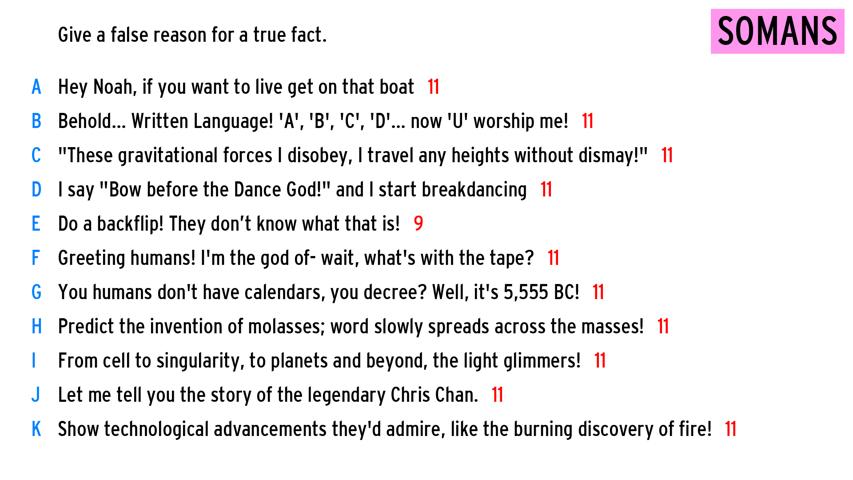 Give a false reason for a true fact.
SOMANS
A Hey Noah, if you want to live get on that boat 11
B Behold... Written Language! 'A', 'B', 'C', 'D'... now 'U' worship me! 11
C "These gravitational forces I disobey, I travel any heights without dismay!" 11
D I say "Bow before the Dance God!" and I start breakdancing 11
E Do a backflip! They don’t know what that is! 9
F Greeting humans! I'm the god of- wait, what's with the tape? 11
G You humans don't have calendars, you decree? Well, it's 5,555 BC! 11
H Predict the invention of molasses; word slowly spreads across the masses! 11
I From cell to singularity, to planets and beyond, the light glimmers! 11
J Let me tell you the story of the legendary Chris Chan. 11
K Show technological advancements they'd admire, like the burning discovery of fire! 11